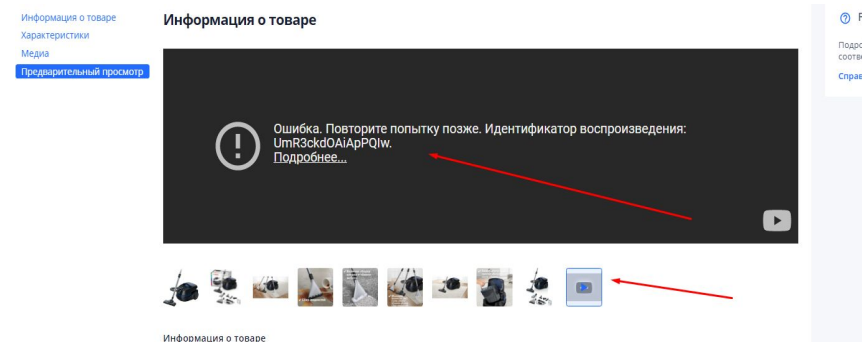 Информация о товаре
Характеристики
Медиа
Предварительный просмотр
Информация о товаре
Ошибка. Повторите попытку позже. Идентификатор воспроизведения:
UmR3ckdOAiApPQIw.
Подробнее...
Информация о товаре